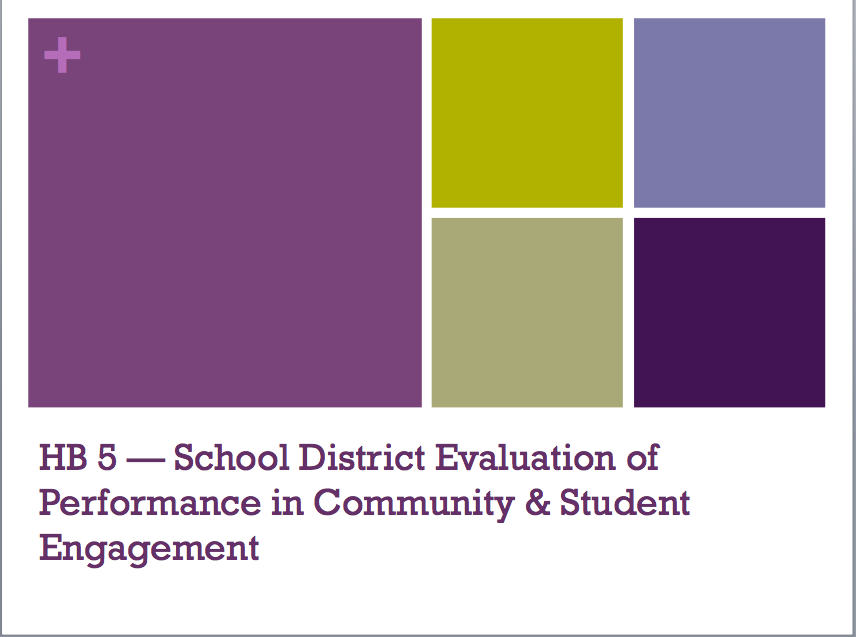 +
HB 5 — School District Evaluation of
Performance in Community & Student
Engagement